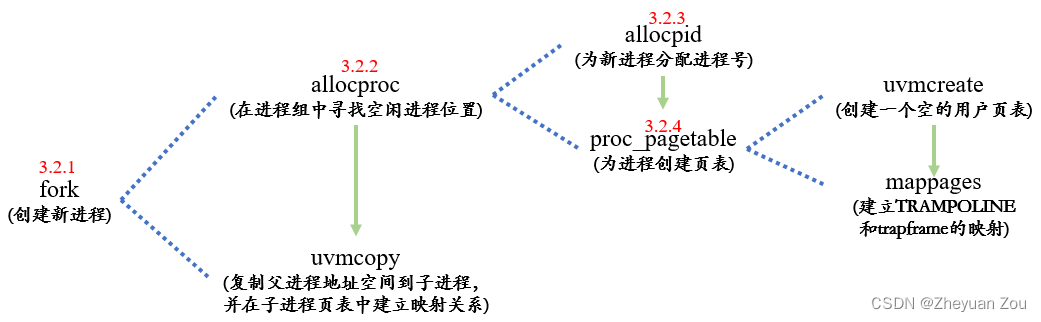 3.2.1
fork
(创建新进程)
3.2.2
allocproc
(在进程组中寻找空闲进程位置)
uvmcopy
(复制父进程地址空间到子进程,
并在子进程页表中建立映射关系)
3.2.3
allocpid
(为新进程分配进程号)
3.2.4
proc_pagetable
(为进程创建页表)
uvmcreate
(创建一个空的用户页表)
mappages
(建立TRAMPOLINE
和trapframe的映射)
CSDN @Zheyuan Zou